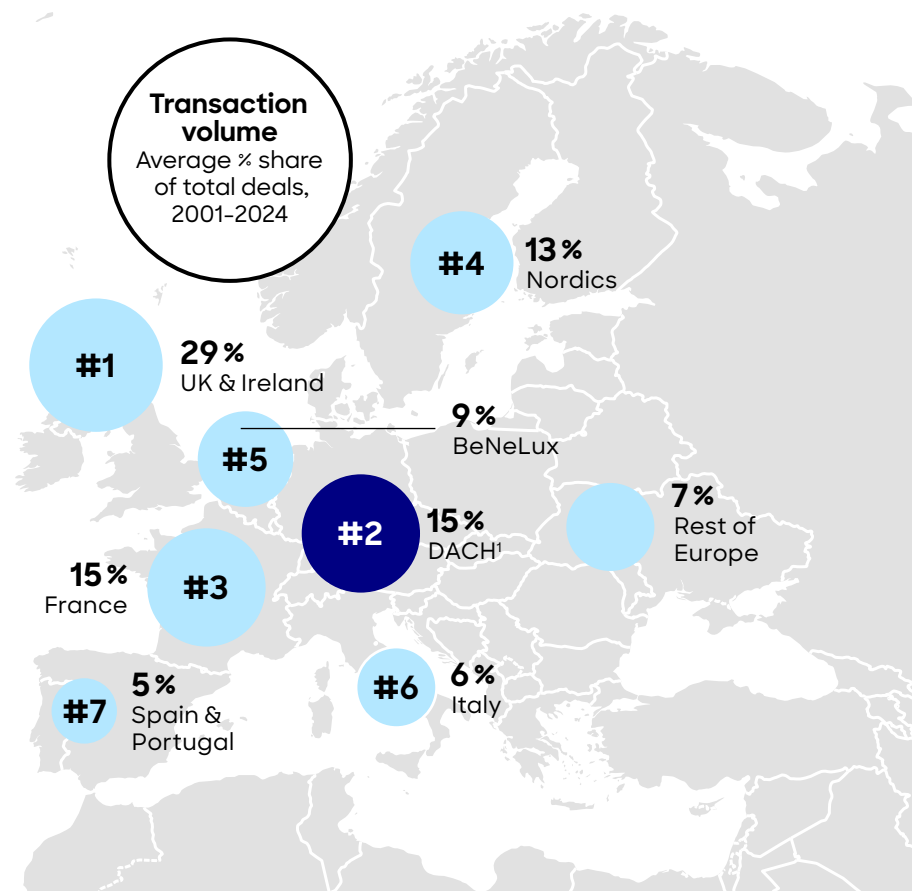 Transaction
volume
Average % share
of total deals,
2001–2024
#4
13 %
Nordics
#1
29 %
UK & Ireland
9 %
BeNeLux
#5
#2
15 %
DACH¹
7 %
Rest of
Europe
15 %
France
#3
#7
5 %
Spain &
Portugal
#6
6 %
Italy